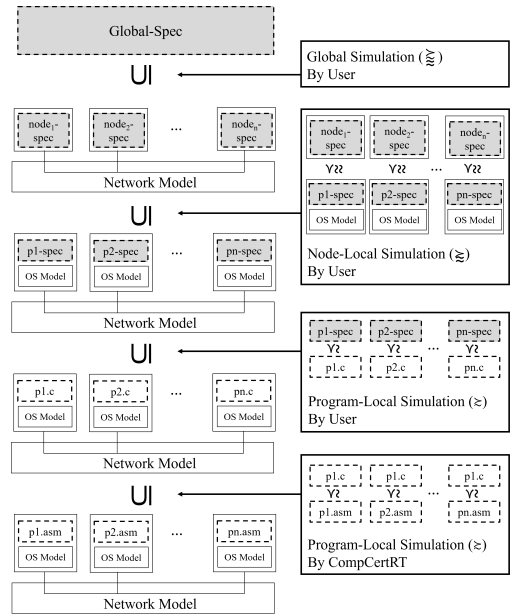 Global-Spec
⋃|
Global Simulation (≿≈)
By User
node1-spec node2-spec ... noden-spec
Network Model
node1-spec node2-spec noden-spec
...
p1-spec p2-spec pn-spec
OS Model OS Model OS Model
Node-Local Simulation (≿)
By User
p1-spec p2-spec ... pn-spec
OS Model OS Model OS Model
Network Model
p1-spec p2-spec pn-spec
...
p1.c p2.c pn.c
Program-Local Simulation (≿)
By User
p1.c p2.c ... pn.c
OS Model OS Model OS Model
Network Model
p1.c p1.c p1.c
...
p1.asm p2.asm pn.asm
Program-Local Simulation (≿)
By CompCertRT
p1.asm p2.asm ... pn.asm
OS Model OS Model OS Model
Network Model